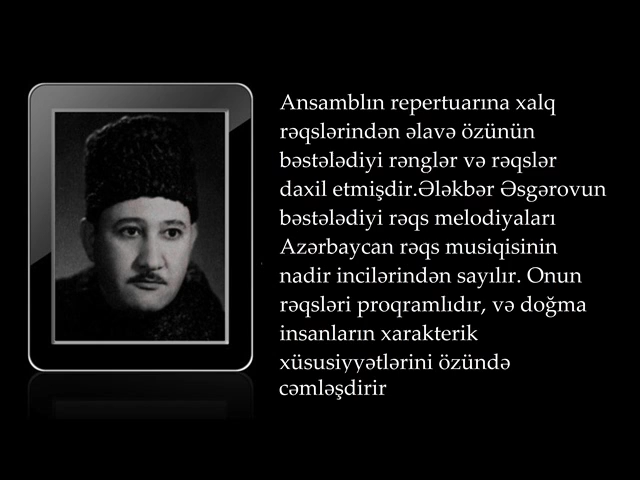 Ansamblın repertuarına xalq
rəqslərindən əlavə özünün
bəstələdiyi rənglər və rəqslər
daxil etmişdir.Ələkbər Əsgərovun
bəstələdiyi rəqs melodiyaları
Azərbaycan rəqs musiqisinin
nadir incilərindən sayılır. Onun
rəqsləri proqramlıdır, və doğma
insanların xarakterik
xüsusiyyətlərini özündə
cəmləşdirir